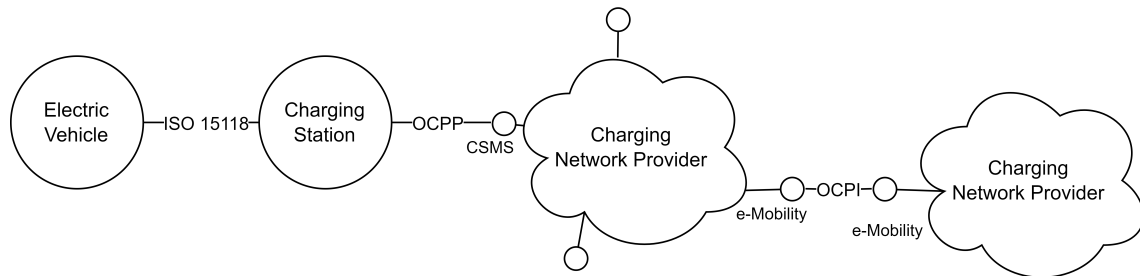 Electric
Vehicle
ISO 15118
Charging
Station
OCPP
CSMS
Charging
Network Provider
e-Mobility
OCPI
e-Mobility
Charging
Network Provider